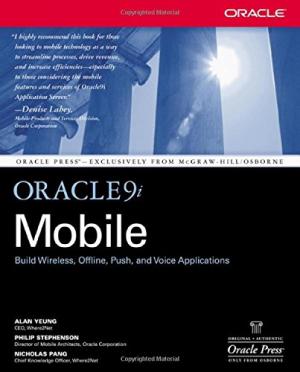 ORACLE
"I highly recommend this book for those
looking to mobile technology as a way
to streamline processes, drive revenue,
and increase efficiencies—especially
to those considering the mobile
features and services of Oracle9i
Application Server."
—Denise Lahey,
Mobile Products and Services Division,
Oracle Corporation
ORACLE PRESS—EXCLUSIVELY FROM McGRAW-HILL/OSBORNE
ORACLE9i
Mobile
Build Wireless, Offline, Push, and Voice Applications
ALAN YEUNG
CEO, Where2Net
PHILIP STEPHENSON
Director of Mobile Architects, Oracle Corporation
NICHOLAS PANG
Chief Knowledge Officer, Where2Net
ORIGINAL • AUTHENTIC
Oracle Press™
ONLY FROM OSBORNE